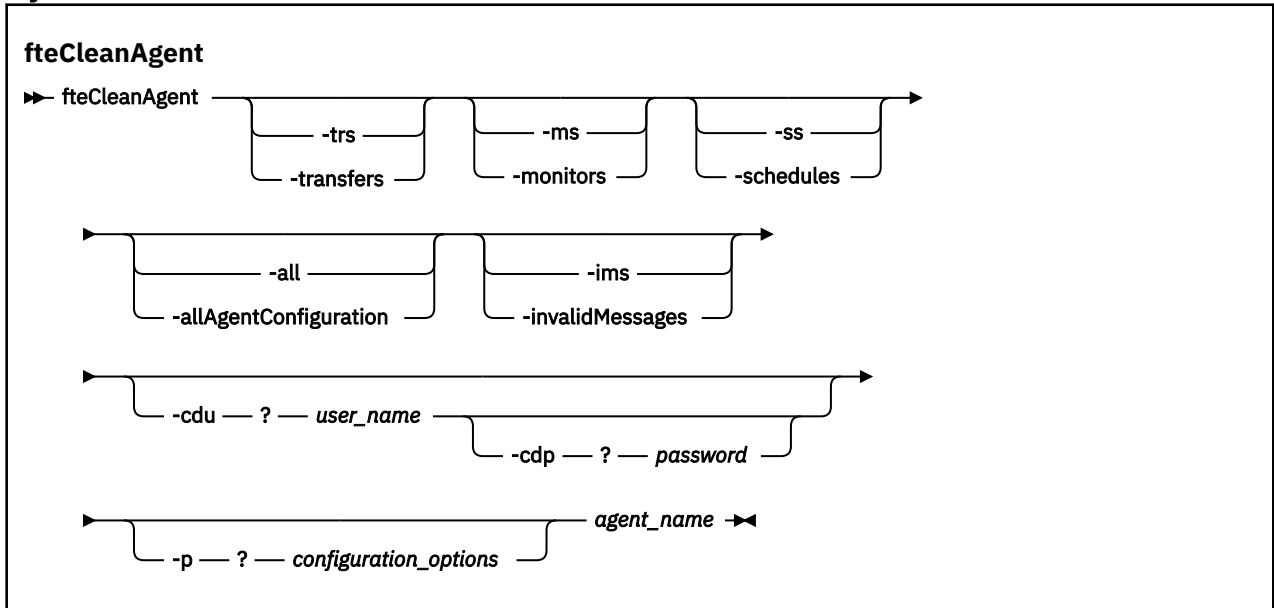 fteCleanAgent
fteCleanAgent
-trs -ms -ss
-transfers -monitors -schedules
-all -ims
-allAgentConfiguration -invalidMessages
-cdu ? user_name
-cdp ? password
agent_name
-p ? configuration_options